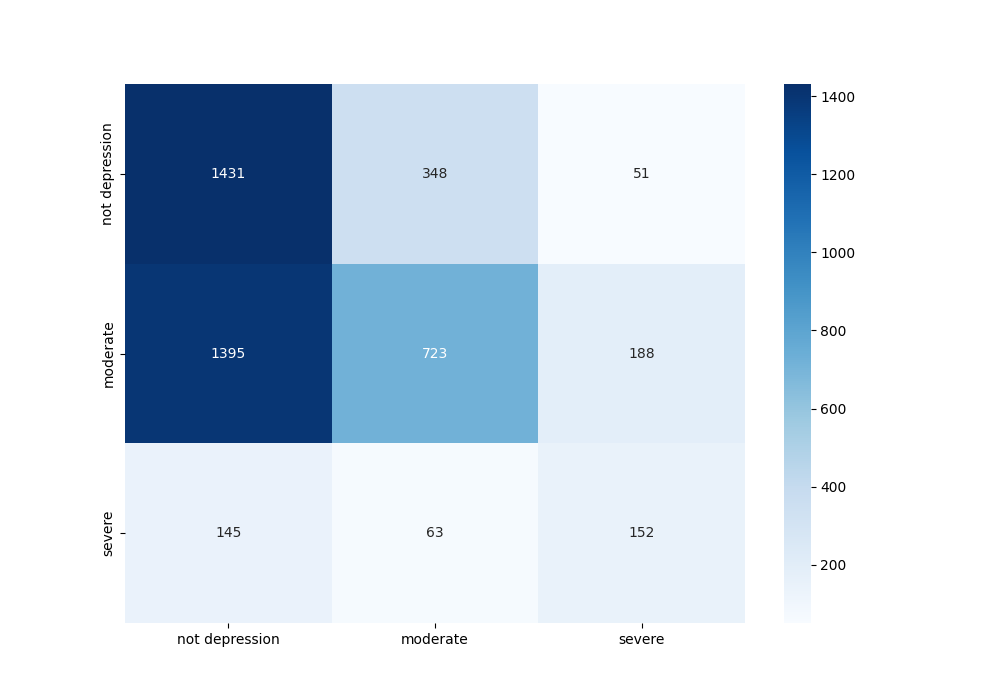 not depression
1431 348 51
moderate
1395 723 188
severe
145 63 152
not depression moderate severe
1400
1200
1000
800
600
400
200